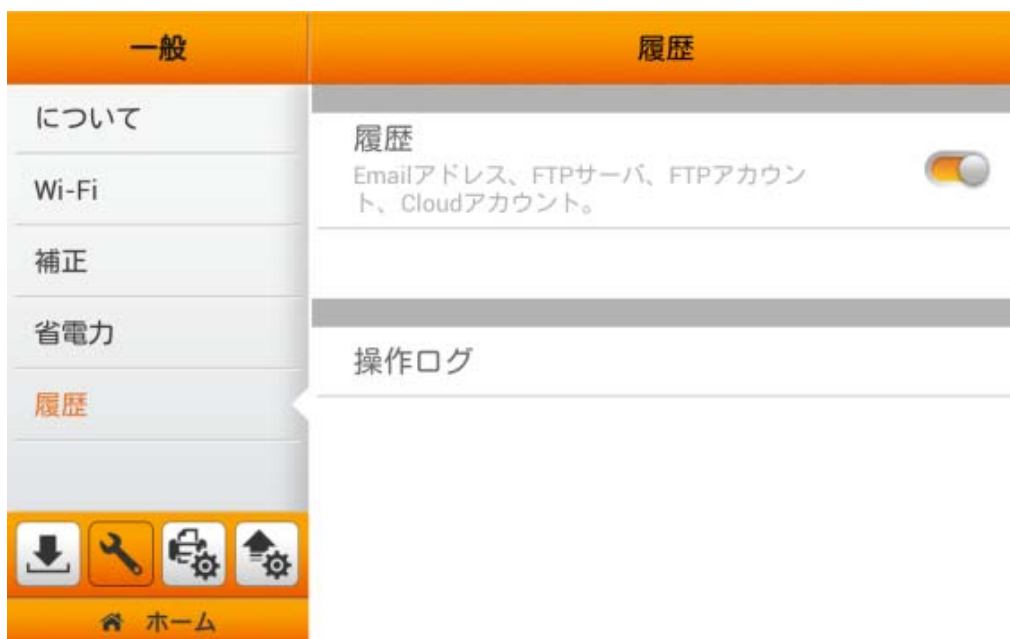 一般
について
Wi-Fi
補正
省電力
履歴
ホーム
履歴
履歴
Emailアドレス、FTPサーバ、FTPアカウン
ト、Cloudアカウント。
操作ログ